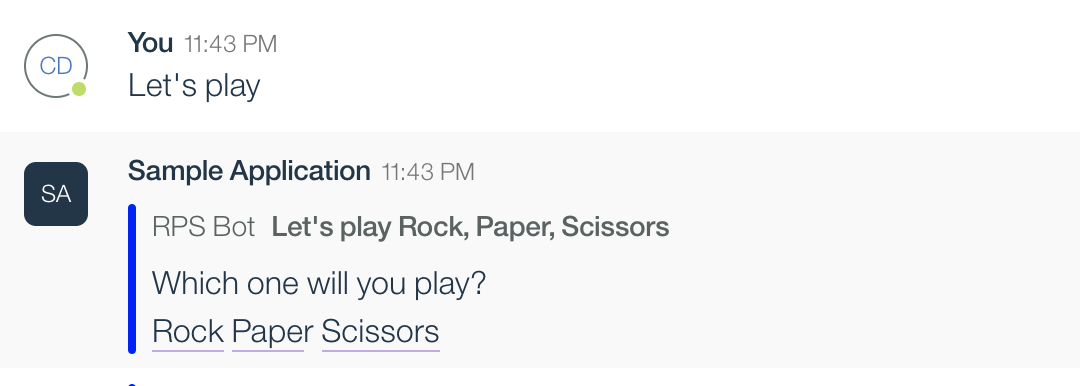 CD
You 11:43 PM
Let's play
SA
Sample Application 11:43 PM
RPS Bot Let's play Rock, Paper, Scissors
Which one will you play?
Rock Paper Scissors